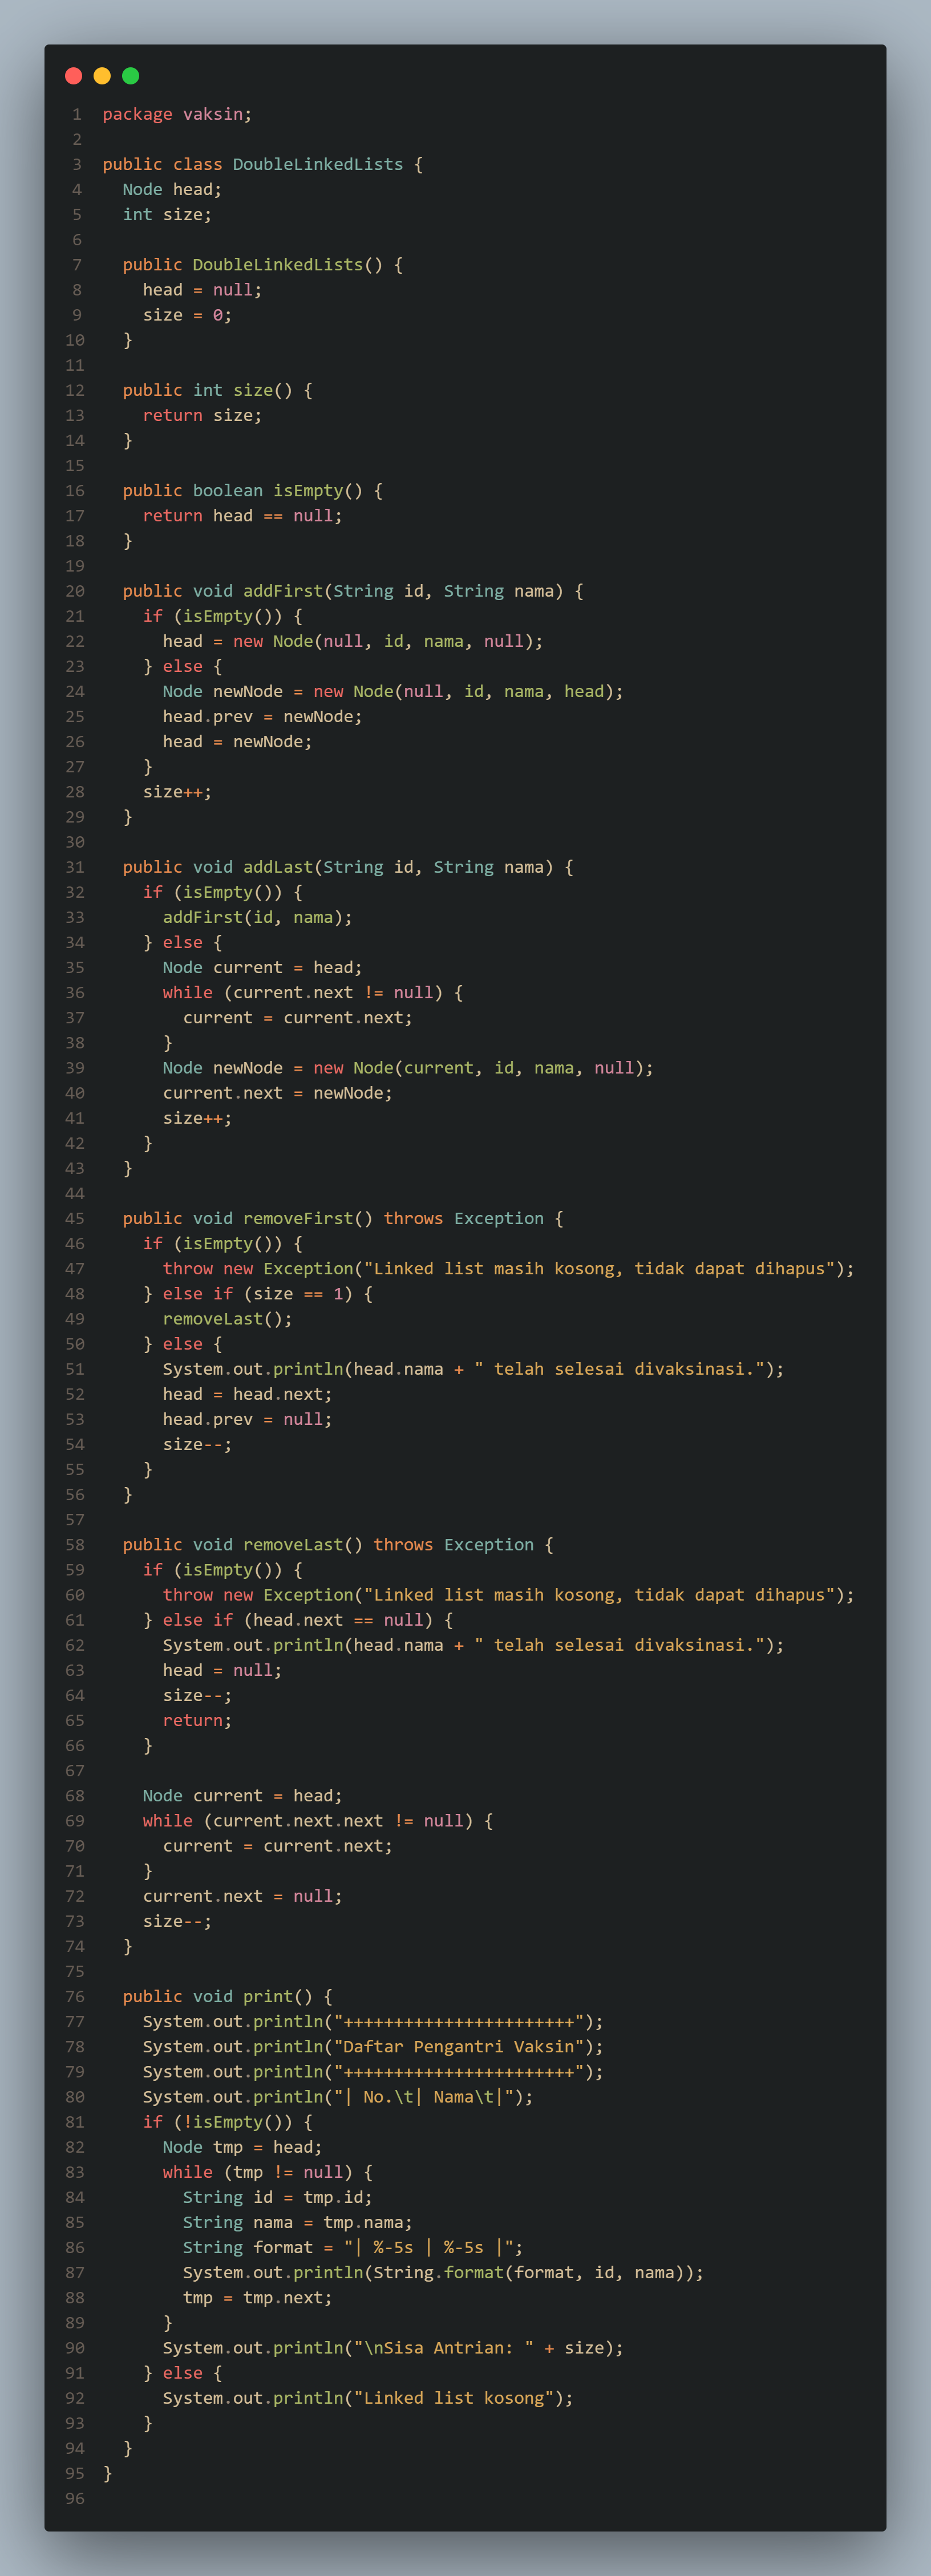 1 package vaksin;
2
3 public class DoubleLinkedLists {
4   Node head;
5   int size;
6
7   public DoubleLinkedLists() {
8     head = null;
9     size = 0;
10   }
11
12   public int size() {
13     return size;
14   }
15
16   public boolean isEmpty() {
17     return head == null;
18   }
19
20   public void addFirst(String id, String nama) {
21     if (isEmpty()) {
22       head = new Node(null, id, nama, null);
23     } else {
24       Node newNode = new Node(null, id, nama, head);
25       head.prev = newNode;
26       head = newNode;
27     }
28     size++;
29   }
30
31   public void addLast(String id, String nama) {
32     if (isEmpty()) {
33       addFirst(id, nama);
34     } else {
35       Node current = head;
36       while (current.next != null) {
37         current = current.next;
38       }
39       Node newNode = new Node(current, id, nama, null);
40       current.next = newNode;
41       size++;
42     }
43   }
44
45   public void removeFirst() throws Exception {
46     if (isEmpty()) {
47       throw new Exception("Linked list masih kosong, tidak dapat dihapus");
48     } else if (size == 1) {
49       removeLast();
50     } else {
51       System.out.println(head.nama + " telah selesai divaksinasi.");
52       head = head.next;
53       head.prev = null;
54       size--;
55     }
56   }
57
58   public void removeLast() throws Exception {
59     if (isEmpty()) {
60       throw new Exception("Linked list masih kosong, tidak dapat dihapus");
61     } else if (head.next == null) {
62       System.out.println(head.nama + " telah selesai divaksinasi.");
63       head = null;
64       size--;
65       return;
66     }
67
68     Node current = head;
69     while (current.next.next != null) {
70       current = current.next;
71     }
72     current.next = null;
73     size--;
74   }
75
76   public void print() {
77     System.out.println("+++++++++++++++++++++++");
78     System.out.println("Daftar Pengantri Vaksin");
79     System.out.println("+++++++++++++++++++++++");
80     System.out.println("| No.\t| Nama\t|");
81     if (!isEmpty()) {
82       Node tmp = head;
83       while (tmp != null) {
84         String id = tmp.id;
85         String nama = tmp.nama;
86         String format = "| %-5s | %-5s |";
87         System.out.println(String.format(format, id, nama));
88         tmp = tmp.next;
89       }
90       System.out.println("\nSisa Antrian: " + size);
91     } else {
92       System.out.println("Linked list kosong");
93     }
94   }
95 }
96